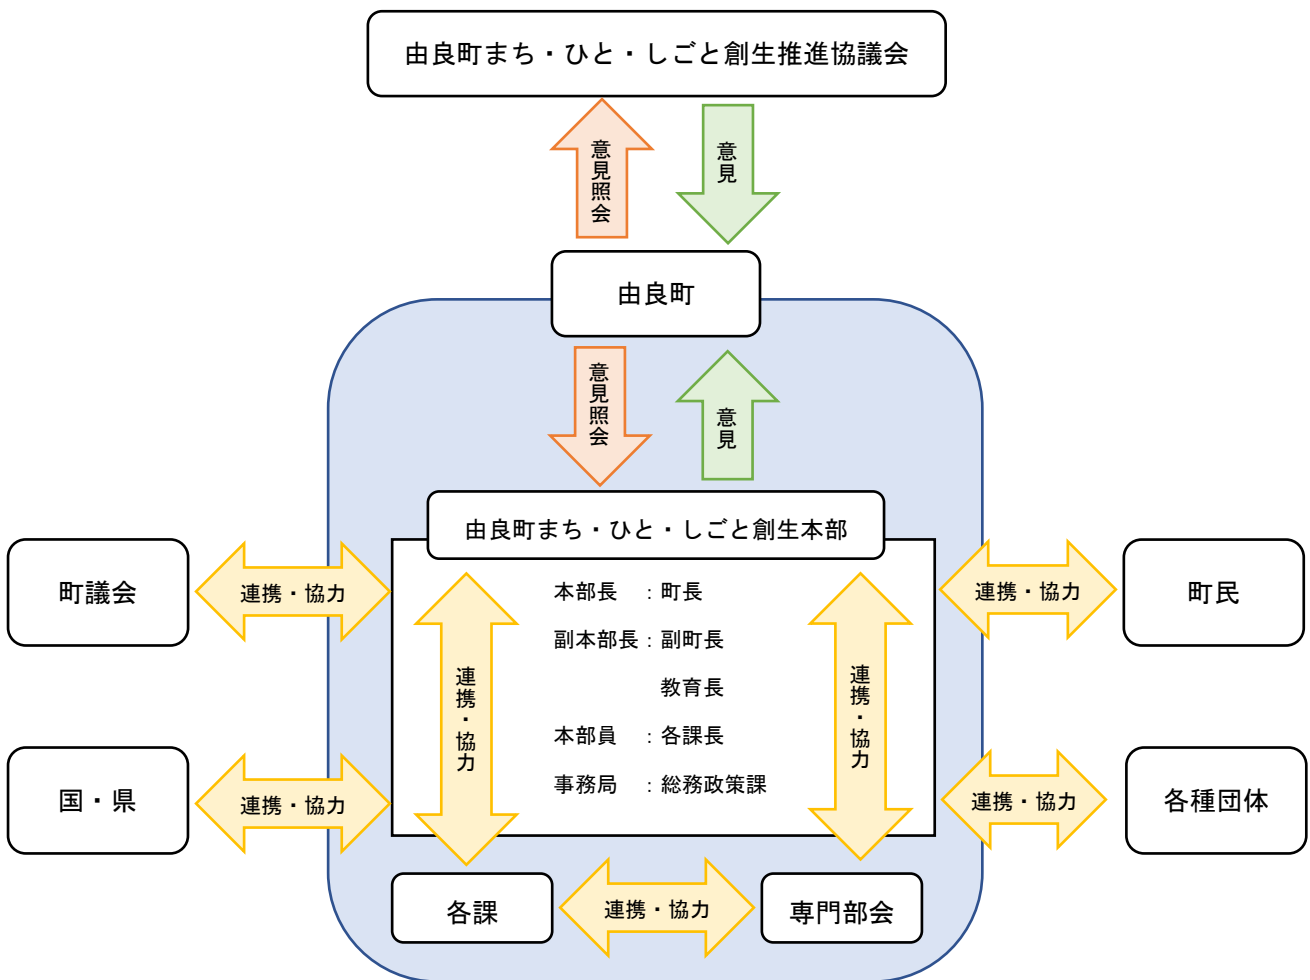 由良町まち・ひと・しごと創生推進協議会
意見照会
意見
由良町
意見照会
意見
由良町まち・ひと・しごと創生本部
町議会
連携・協力
本部長 ：町長
副本部長：副町長
教育長
本部員 ：各課長
事務局 ：総務政策課
連携・協力
連携・協力
連携・協力
町民
国・県
連携・協力
連携・協力
各種団体
各課
連携・協力
専門部会